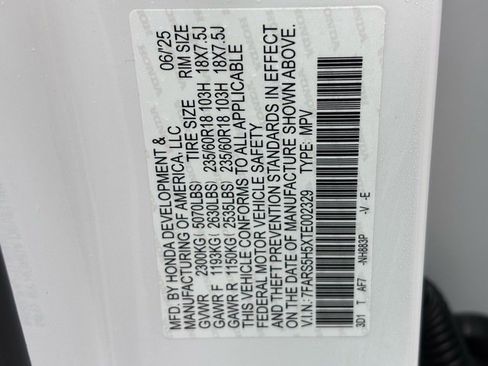 MFD. BY HONDA DEVELOPMENT & 06/'25
MANUFACTURING OF AMERICA, LLC
TIRE SIZE RIM SIZE
GVWR 2300KG (5070LBS)
GAWR F 1193KG (2630LBS) 235/60R18 103H 18X7.5J
GAWR R 1150KG (2535LBS) 235/60R18 103H 18X7.5J
THIS VEHICLE CONFORMS TO ALL APPLICABLE
FEDERAL MOTOR VEHICLE SAFETY
AND THEFT PREVENTION STANDARDS IN EFFECT
ON THE DATE OF MANUFACTURE SHOWN ABOVE.
V.I.N.: 7FARS5H5XTE002329 TYPE: MPV
3D1 T AF7 -NH883P -V -E